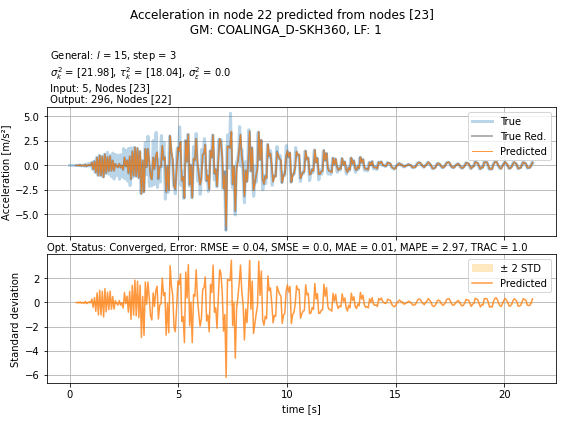 Acceleration in node 22 predicted from nodes [23]
GM: COALINGA_D-SKH360, LF: 1
General: l = 15, step = 3
σ²ₖ = [21.98], τ²ₖ = [18.04], σ²ε = 0.0
Input: 5, Nodes [23]
Output: 296, Nodes [22]
Acceleration [m/s²]
5.0
2.5
0.0
−2.5
−5.0
True
True Red.
Predicted
Opt. Status: Converged, Error: RMSE = 0.04, SMSE = 0.0, MAE = 0.01, MAPE = 2.97, TRAC = 1.0
Standard deviation
2
0
−2
−4
−6
± 2 STD
Predicted
0 5 10 15 20
time [s]